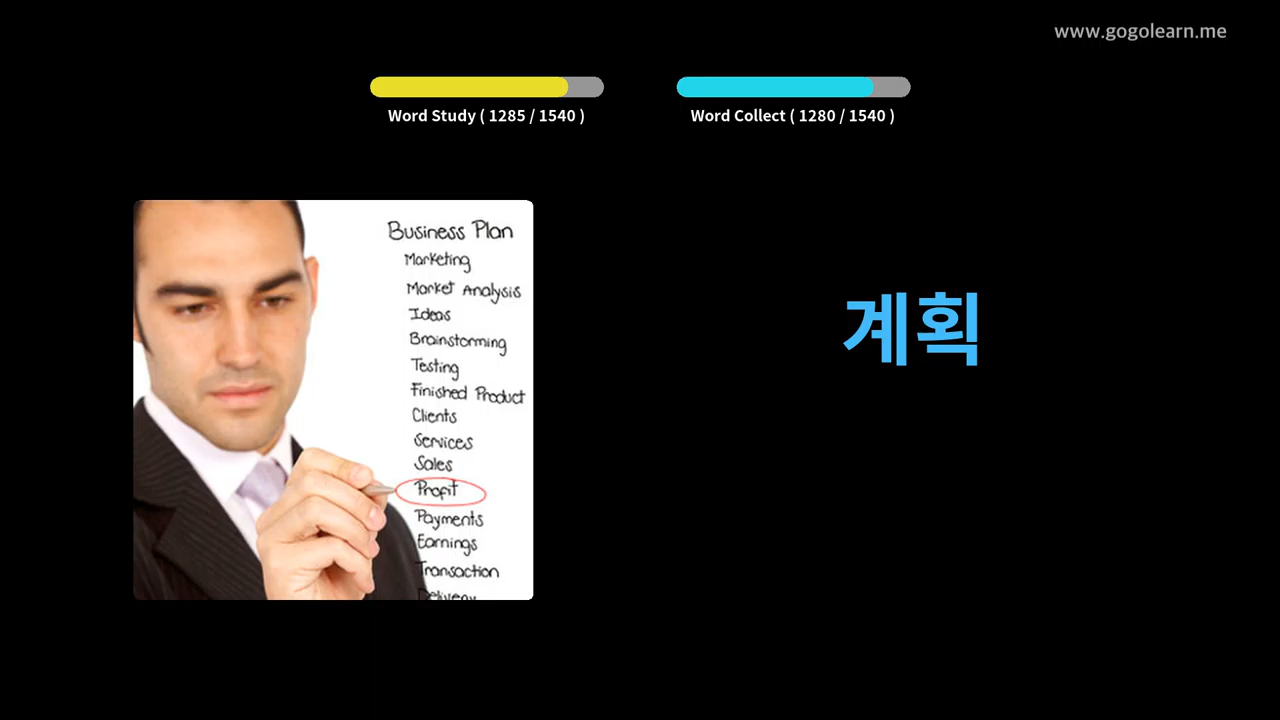 www.gogolearn.me
Word Study ( 1285 / 1540 )
Word Collect ( 1280 / 1540 )
Business Plan
Marketing
Market Analysis
Ideas
Brainstorming
Testing
Finished Product
Clients
Services
Sales
Profit
Payments
Earnings
Transaction
Delivery
계획